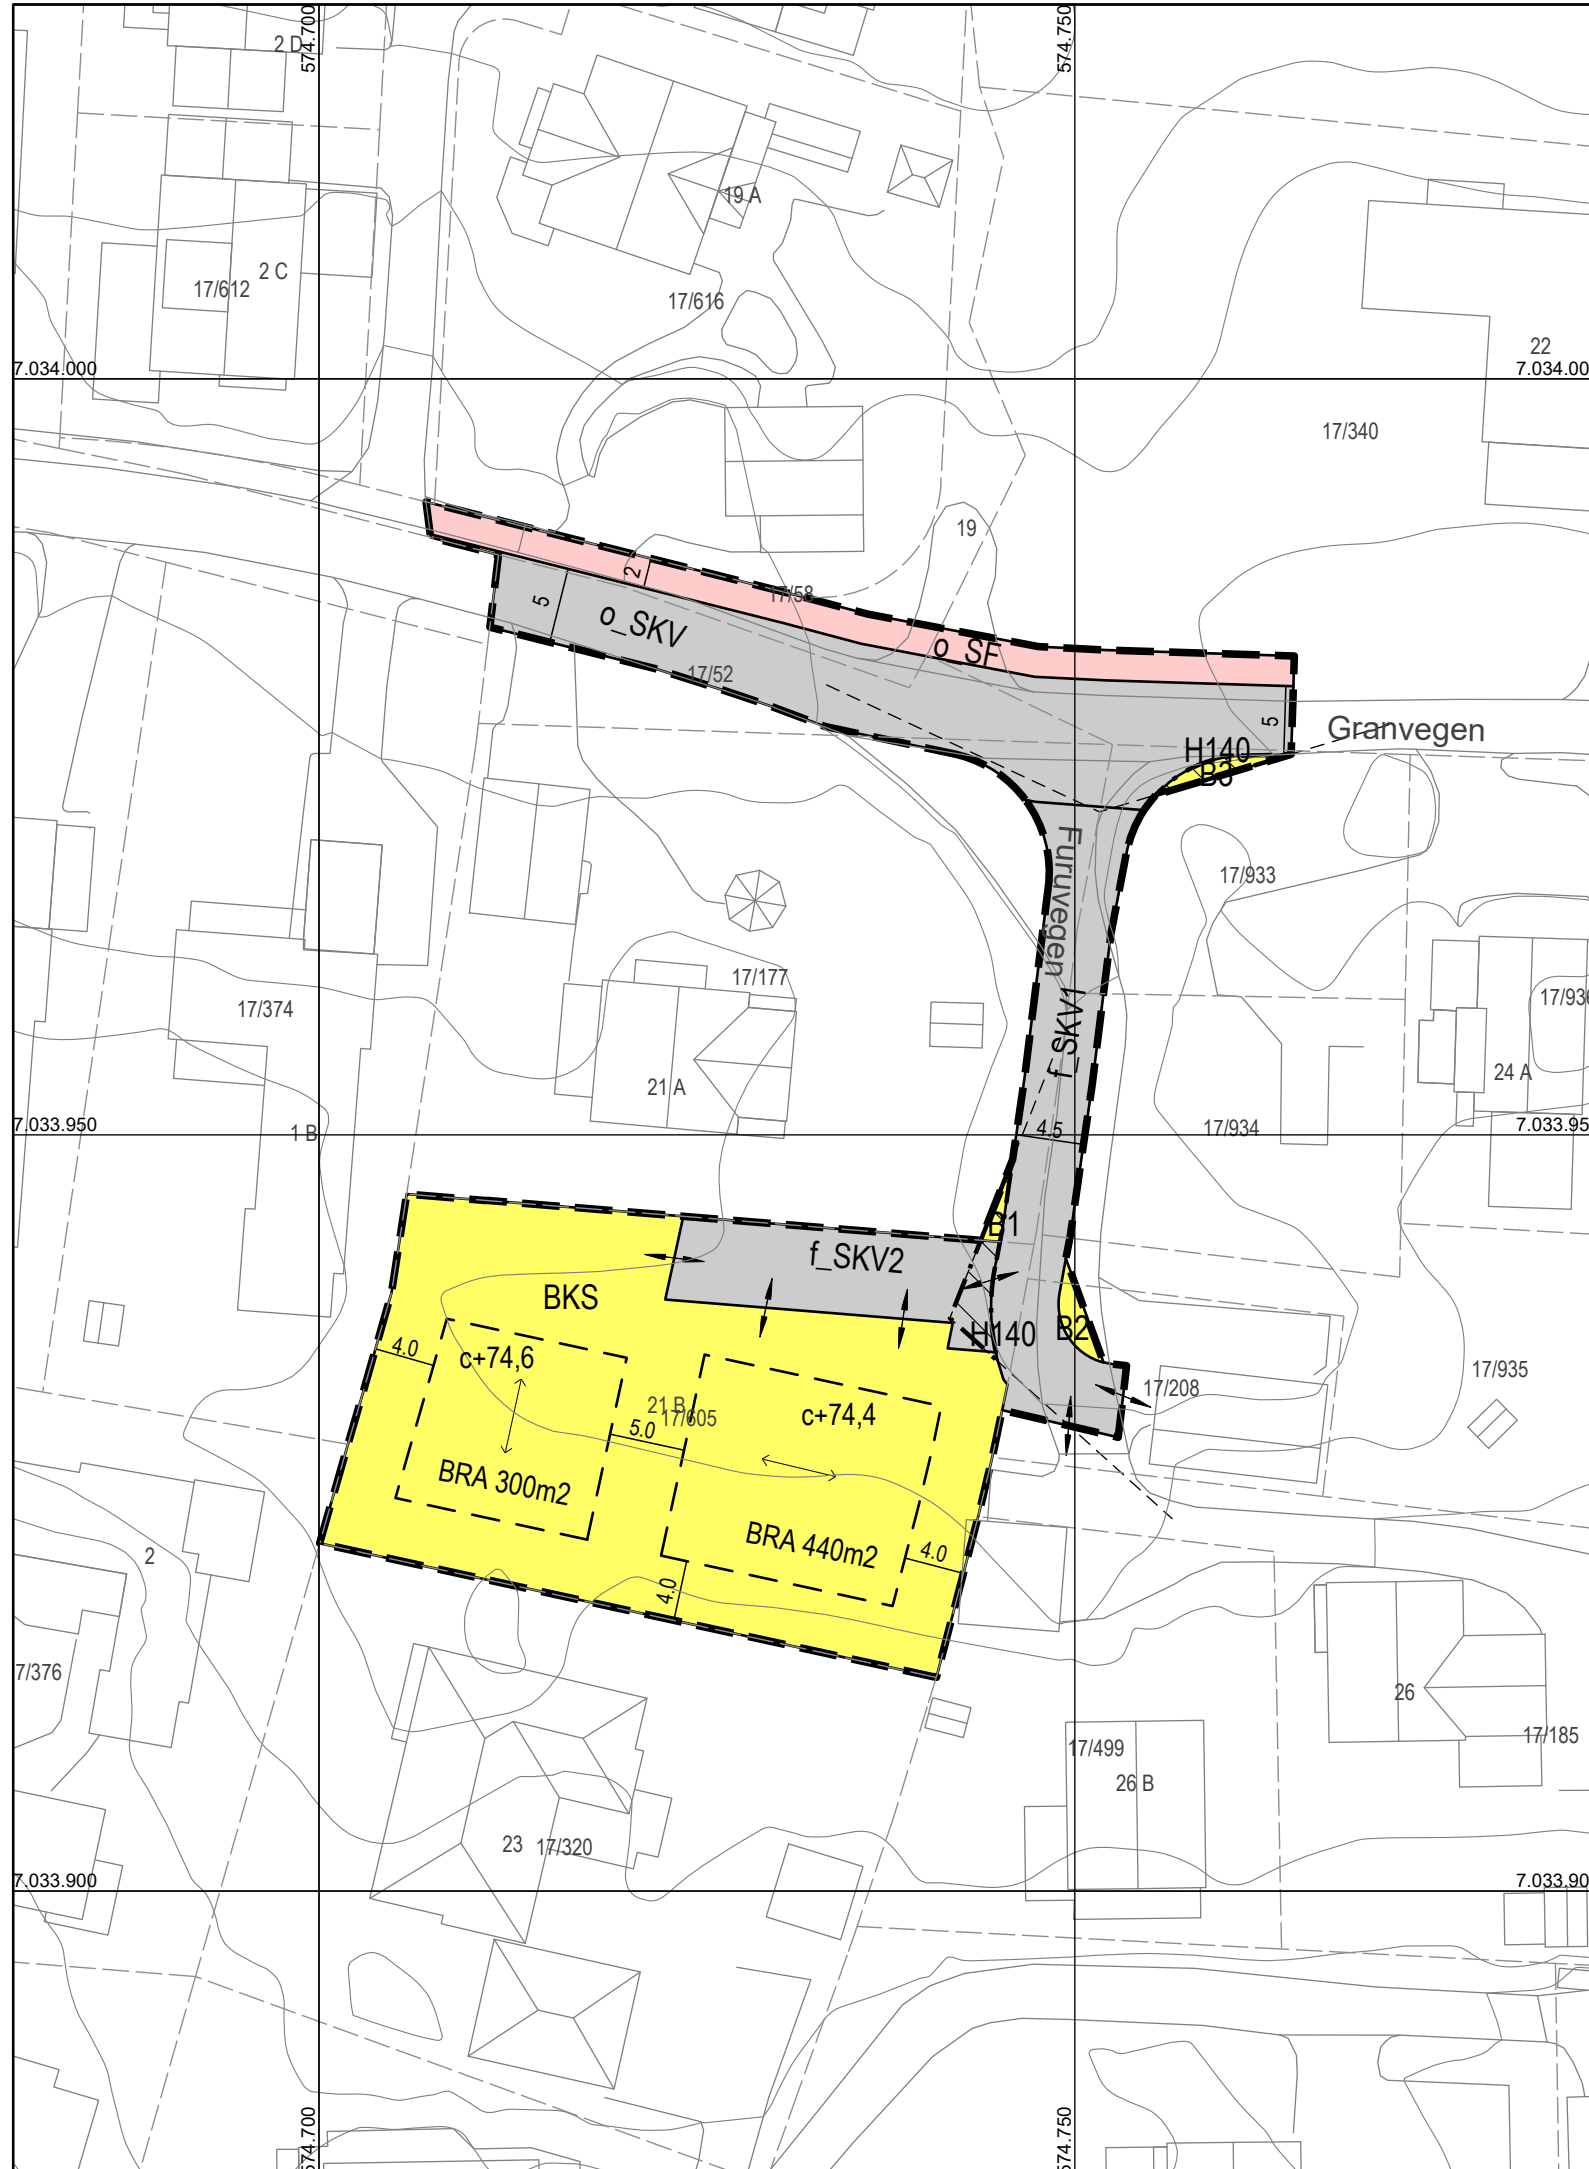 574.700
574.750
2 D
19 A
2 C
17/612
17/616
22
7.034.000
7.034.00
17/340
19
2
17/58
5
o_SKV
o_SF
17/52
5
Granvegen
H140
B3
Furuvegen
17/933
17/177
17/374
17/936
f_SKV1
24 A
21 A
7.033.950
1 B
4.5
17/934
7.033.95
B1
f_SKV2
BKS
H140
B2
4.0
c+74,6
17/935
17/208
21 B
17/605
c+74,4
5.0
BRA 300m2
BRA 440m2
4.0
2
4.0
7/376
26
17/185
17/499
26 B
23
17/320
7.033.900
7.033.90
574.700
574.750